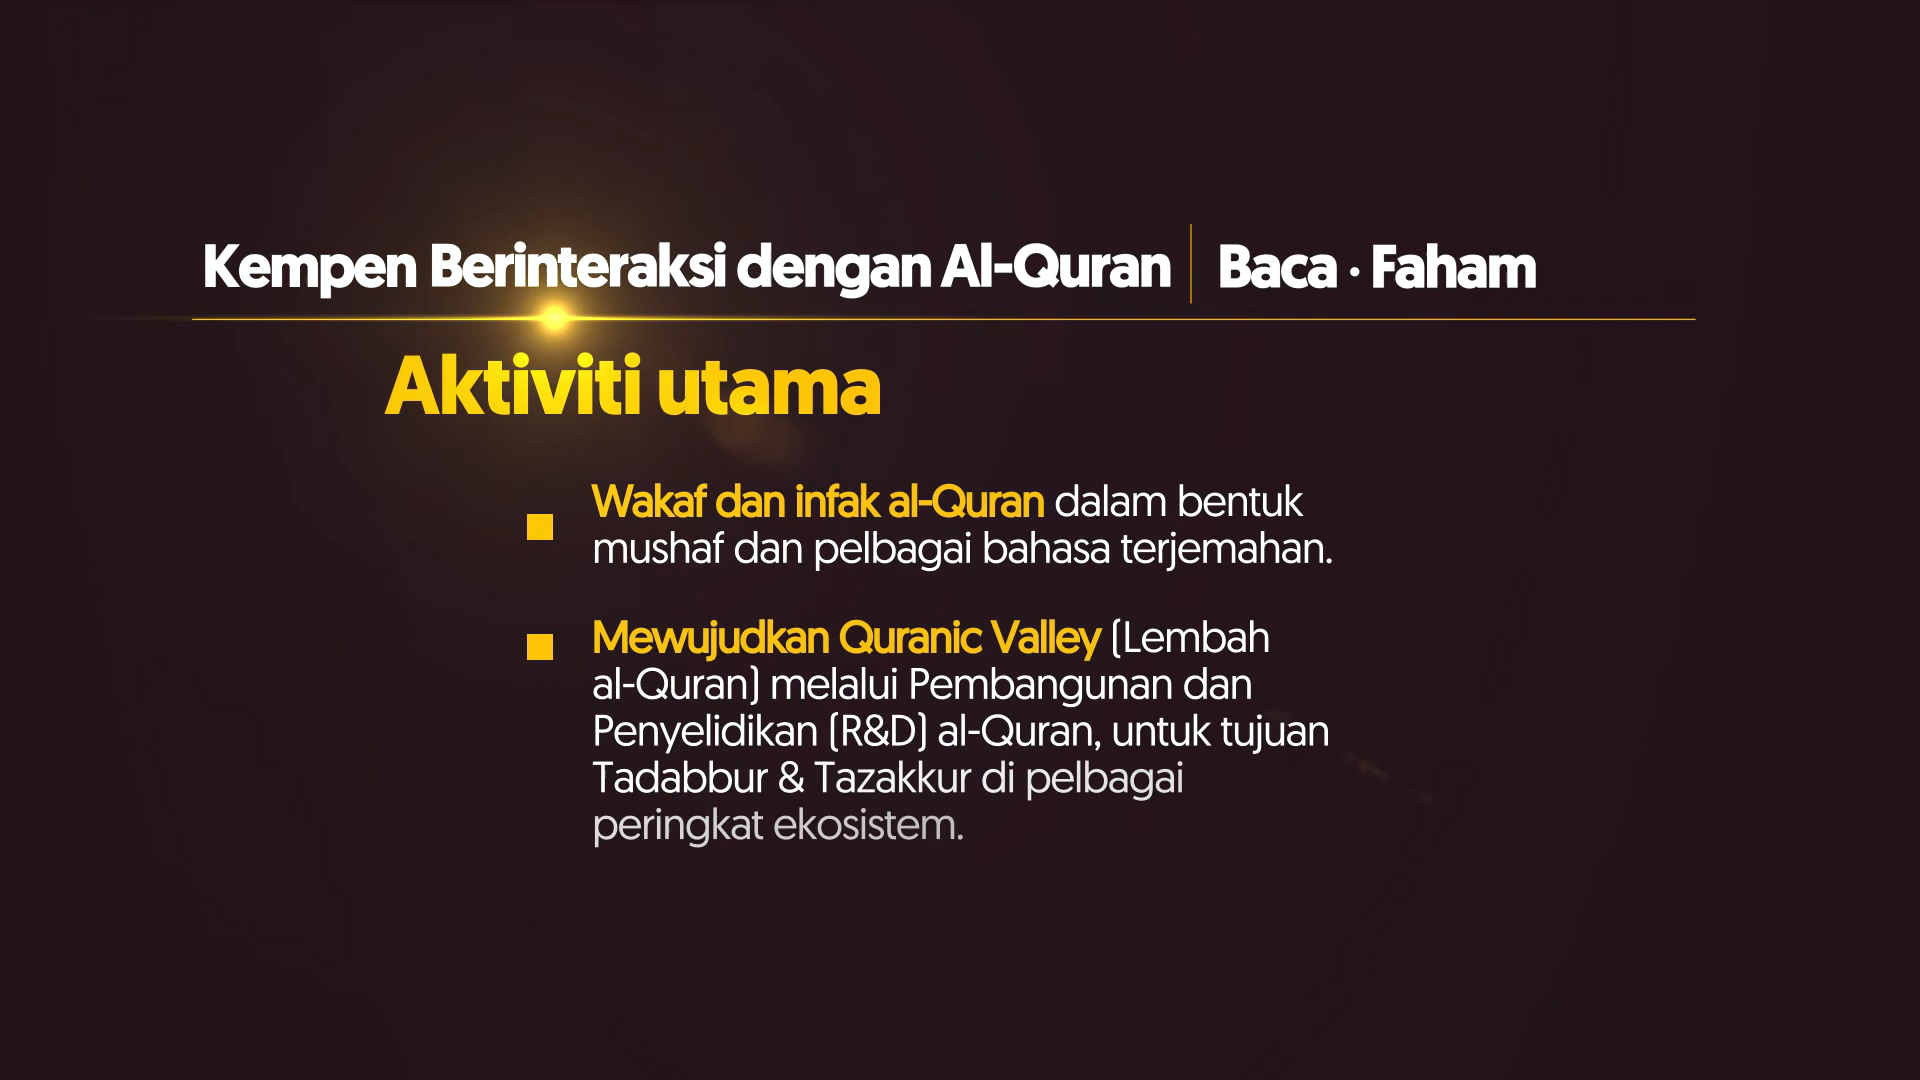 Kempen Berinteraksi dengan Al-Quran | Baca · Faham
Aktiviti utama
Wakaf dan infak al-Quran dalam bentuk
mushaf dan pelbagai bahasa terjemahan.
Mewujudkan Quranic Valley (Lembah
al-Quran) melalui Pembangunan dan
Penyelidikan (R&D) al-Quran, untuk tujuan
Tadabbur & Tazakkur di pelbagai
peringkat ekosistem.